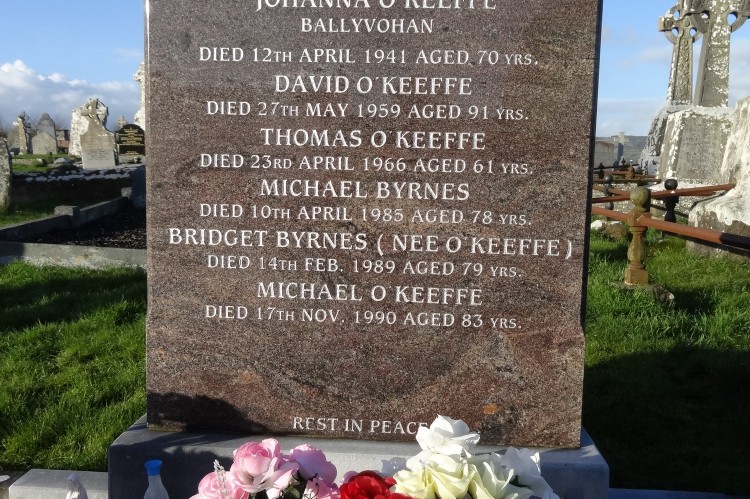 JOHANNA O'KEEFFE
BALLYVOHAN
DIED 12TH APRIL 1941 AGED 70 YRS.
DAVID O'KEEFFE
DIED 27TH MAY 1959 AGED 91 YRS.
THOMAS O'KEEFFE
DIED 23RD APRIL 1966 AGED 61 YRS.
MICHAEL BYRNES
DIED 10TH APRIL 1985 AGED 78 YRS.
BRIDGET BYRNES ( NEE O'KEEFFE )
DIED 14TH FEB. 1989 AGED 79 YRS.
MICHAEL O'KEEFFE
DIED 17TH NOV. 1990 AGED 83 YRS.
REST IN PEACE